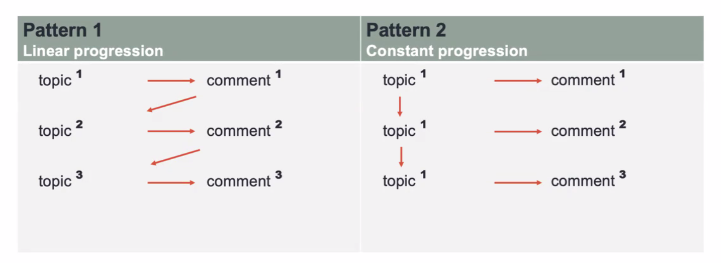 Pattern 1
Linear progression
topic 1 comment 1
topic 2 comment 2
topic 3 comment 3
Pattern 2
Constant progression
topic 1 comment 1
topic 1 comment 2
topic 1 comment 3